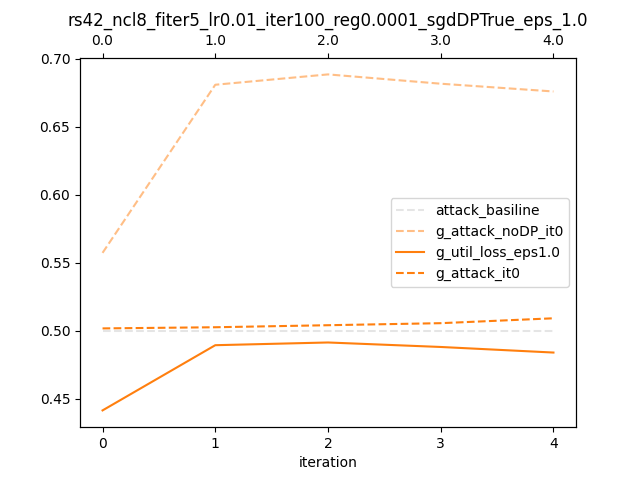 rs42_ncl8_fiter5_lr0.01_iter100_reg0.0001_sgdDPTrue_eps_1.0
0.0 1.0 2.0 3.0 4.0
0.70
0.65
0.60
0.55
0.50
0.45
attack_basiline
g_attack_noDP_it0
g_util_loss_eps1.0
g_attack_it0
0 1 2 3 4
iteration